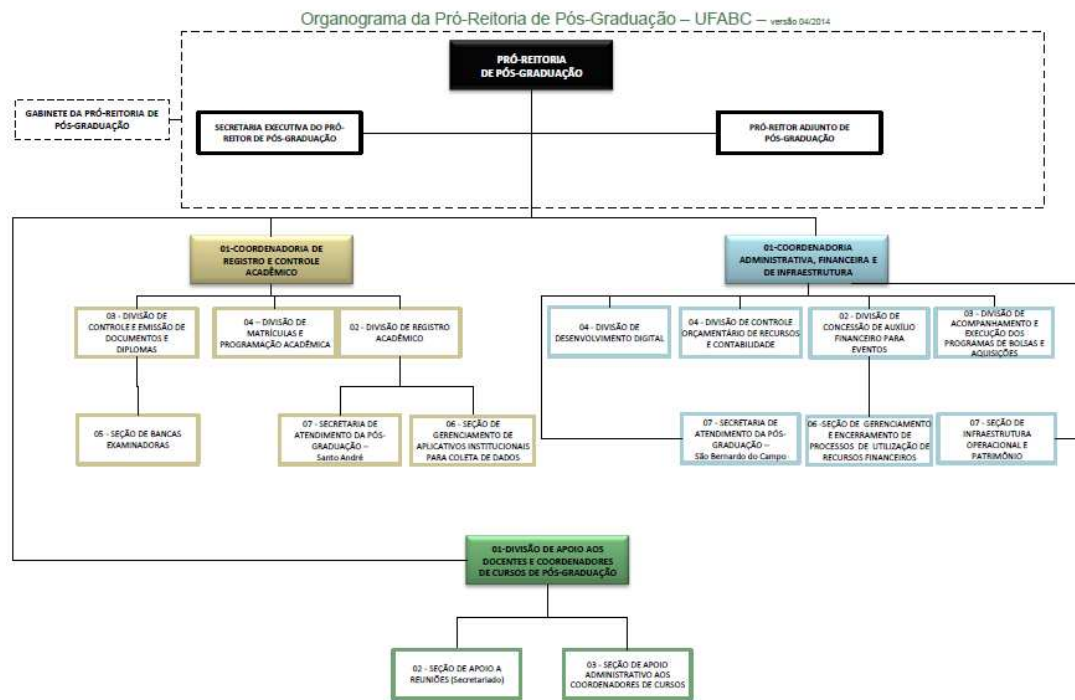 Organograma da Pró-Reitoria de Pós-Graduação – UFABC – versão 04/2014
PRÓ-REITORIA
DE PÓS-GRADUAÇÃO
GABINETE DA PRÓ-REITORIA DE
PÓS-GRADUAÇÃO
SECRETARIA EXECUTIVA DO PRÓ-
REITOR DE PÓS-GRADUAÇÃO
PRÓ-REITOR ADJUNTO DE
PÓS-GRADUAÇÃO
01-COORDENADORIA DE
REGISTRO E CONTROLE
ACADÊMICO
01-COORDENADORIA
ADMINISTRATIVA, FINANCEIRA E
DE INFRAESTRUTURA
03 - DIVISÃO DE
CONTROLE E EMISSÃO DE
DOCUMENTOS E
DIPLOMAS
04 – DIVISÃO DE
MATRÍCULAS E
PROGRAMAÇÃO ACADÊMICA
02 - DIVISÃO DE REGISTRO
ACADÊMICO
04 - DIVISÃO DE
DESENVOLVIMENTO DIGITAL
04 - DIVISÃO DE CONTROLE
ORÇAMENTÁRIO DE RECURSOS
E CONTABILIDADE
02 - DIVISÃO DE
CONCESSÃO DE AUXÍLIO
FINANCEIRO PARA
EVENTOS
03 - DIVISÃO DE
ACOMPANHAMENTO E
EXECUÇÃO DOS
PROGRAMAS DE BOLSAS E
AQUISIÇÕES
05 - SEÇÃO DE BANCAS
EXAMINADORAS
07 - SECRETARIA DE
ATENDIMENTO DA PÓS-
GRADUAÇÃO –
Santo André
06 - SEÇÃO DE
GERENCIAMENTO DE
APLICATIVOS INSTITUCIONAIS
PARA COLETA DE DADOS
07 - SECRETARIA DE
ATENDIMENTO DA PÓS-
GRADUAÇÃO –
São Bernardo do Campo
06 -SEÇÃO DE GERENCIAMENTO
E ENCERRAMENTO DE
PROCESSOS DE UTILIZAÇÃO DE
RECURSOS FINANCEIROS
07 - SEÇÃO DE
INFRAESTRUTURA
OPERACIONAL E
PATRIMÔNIO
01-DIVISÃO DE APOIO AOS
DOCENTES E COORDENADORES
DE CURSOS DE PÓS-GRADUAÇÃO
02 - SEÇÃO DE APOIO A
REUNIÕES (Secretariado)
03 - SEÇÃO DE APOIO
ADMINISTRATIVO AOS
COORDENADORES DE CURSOS